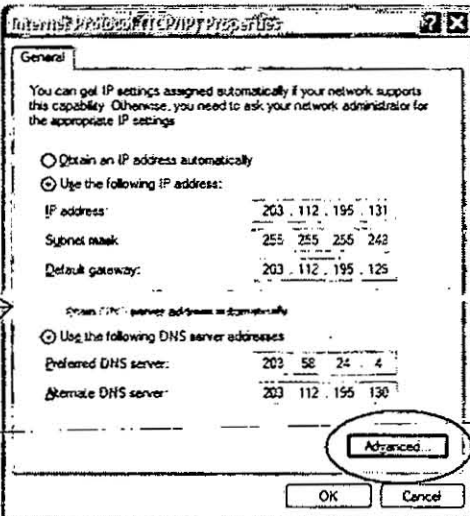 Internet Protocol (TCP/IP) Properties
General
You can get IP settings assigned automatically if your network supports
this capability. Otherwise, you need to ask your network administrator for
the appropriate IP settings
Obtain an IP address automatically
Use the following IP address:
IP address: 203 . 112 . 195 . 131
Subnet mask 255 255 255
Default gateway: 203 . 112 . 195 .
server address automatically
Use the following DNS server addresses
Preferred DNS server: 203 58 24 . 4
Alternate DNS server: 203 112 195 130
Advanced...
OK Cancel